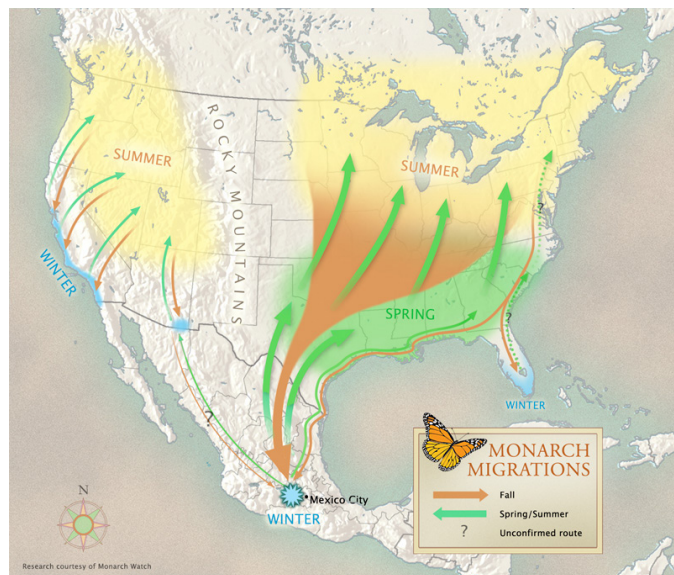 ROCKY MOUNTAINS
SUMMER
SUMMER
WINTER
SPRING
?
?
?
WINTER
Mexico City
WINTER
MONARCH
MIGRATIONS
Fall
Spring/Summer
? Unconfirmed route
N
Research courtesy of Monarch Watch